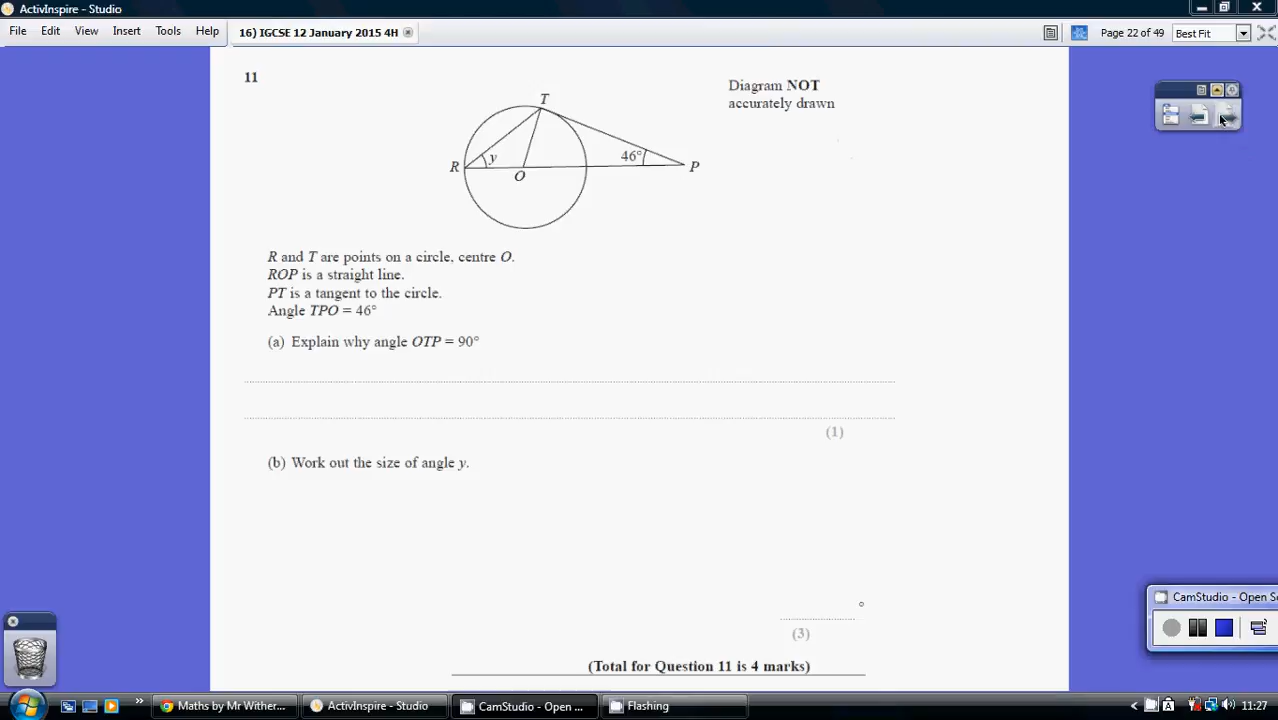 ActivInspire - Studio
File Edit View Insert Tools Help
16) IGCSE 12 January 2015 4H
Page 22 of 49
Best Fit
11
Diagram NOT
accurately drawn
T
R
y
O
46°
P
R and T are points on a circle, centre O.
ROP is a straight line.
PT is a tangent to the circle.
Angle TPO = 46°
(a) Explain why angle OTP = 90°
(1)
(b) Work out the size of angle y.
°
(3)
(Total for Question 11 is 4 marks)
CamStudio - Open S
Maths by Mr Wither...
ActivInspire - Studio
CamStudio - Open ...
Flashing
A
11:27